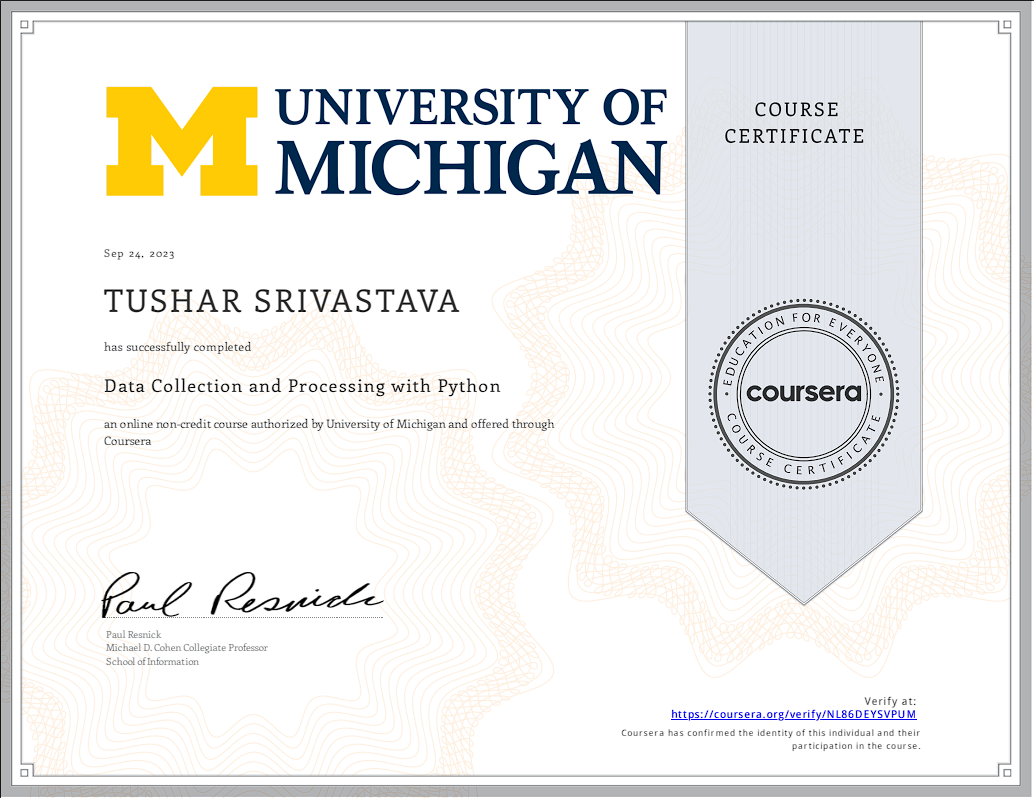 UNIVERSITY OF
MICHIGAN
COURSE
CERTIFICATE
Sep 24, 2023
TUSHAR SRIVASTAVA
has successfully completed
Data Collection and Processing with Python
an online non-credit course authorized by University of Michigan and offered through
Coursera
EDUCATION FOR EVERYONE
coursera
COURSE CERTIFICATE
Paul Resnick
Paul Resnick
Michael D. Cohen Collegiate Professor
School of Information
Verify at:
https://coursera.org/verify/NL86DEYSVPUM
Coursera has confirmed the identity of this individual and their
participation in the course.